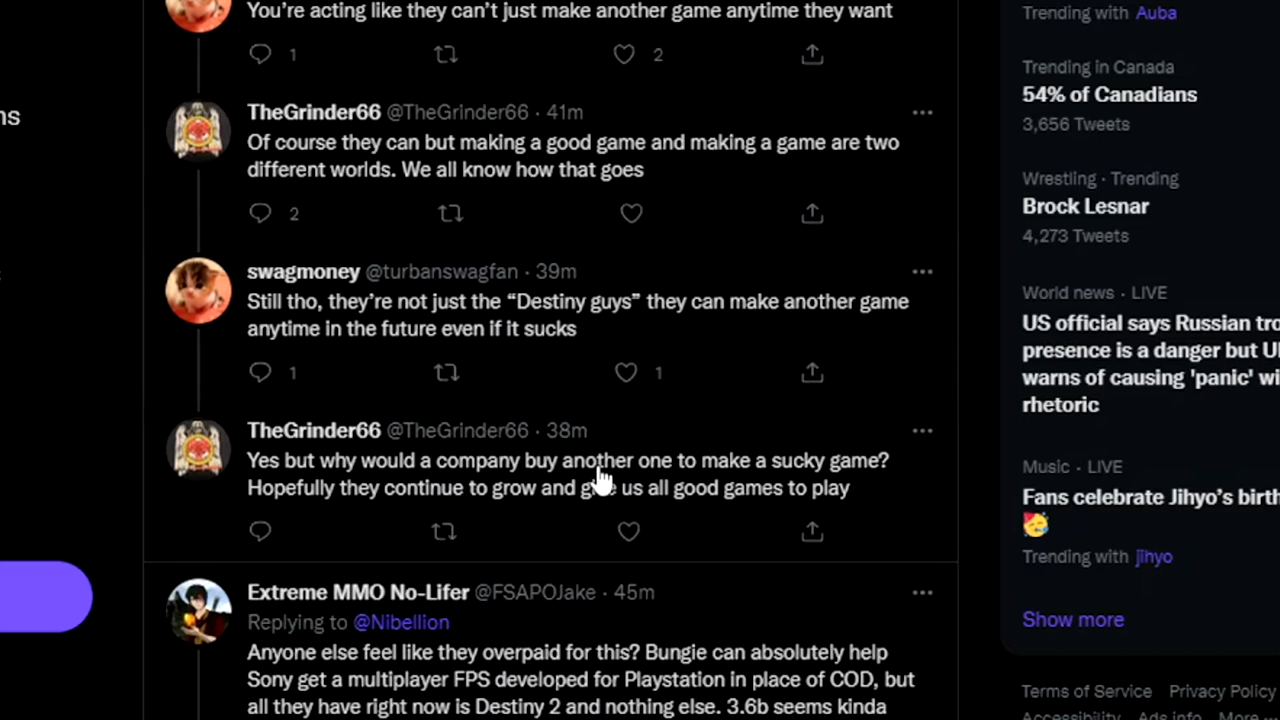 You're acting like they can't just make another game anytime they want
1
2
TheGrinder66 @TheGrinder66 · 41m
Of course they can but making a good game and making a game are two
different worlds. We all know how that goes
2
swagmoney @turbanswagfan · 39m
Still tho, they're not just the “Destiny guys” they can make another game
anytime in the future even if it sucks
1
1
TheGrinder66 @TheGrinder66 · 38m
Yes but why would a company buy another one to make a sucky game?
Hopefully they continue to grow and give us all good games to play
Extreme MMO No-Lifer @FSAPOJake · 45m
Replying to @Nibellion
Anyone else feel like they overpaid for this? Bungie can absolutely help
Sony get a multiplayer FPS developed for Playstation in place of COD, but
all they have right now is Destiny 2 and nothing else. 3.6b seems kinda
ns
Trending with Auba
Trending in Canada
54% of Canadians
3,656 Tweets
Wrestling · Trending
Brock Lesnar
4,273 Tweets
World news · LIVE
US official says Russian tro
presence is a danger but U
warns of causing 'panic' wi
rhetoric
Music · LIVE
Fans celebrate Jihyo's birth
🥳
Trending with jihyo
Show more
Terms of Service Privacy Policy
Accessibility Ads info More